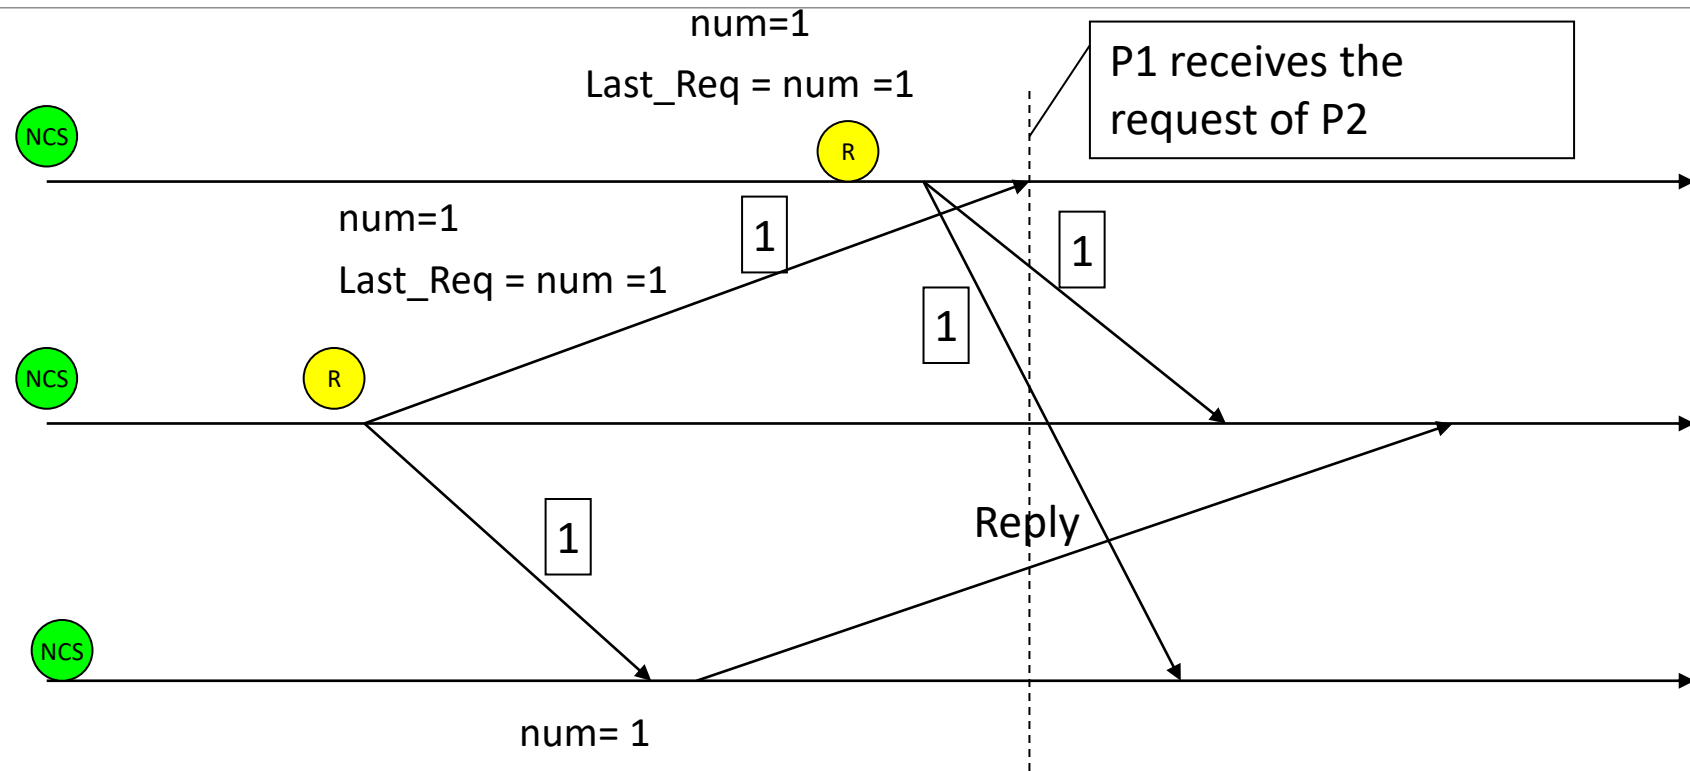 num=1
Last_Req = num =1
P1 receives the
request of P2
NCS
R
num=1
1
1
Last_Req = num =1
1
NCS
R
Reply
1
NCS
num= 1